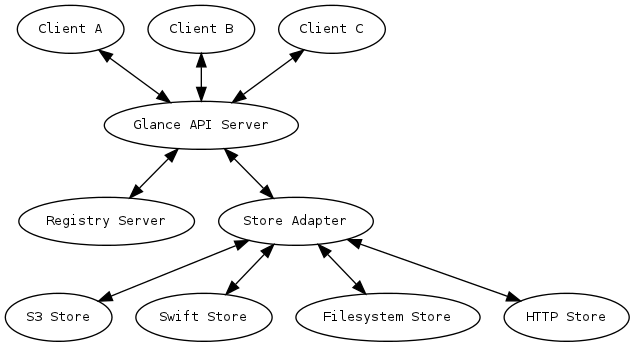 Client A
Client B
Client C
Glance API Server
Registry Server
Store Adapter
S3 Store
Swift Store
Filesystem Store
HTTP Store